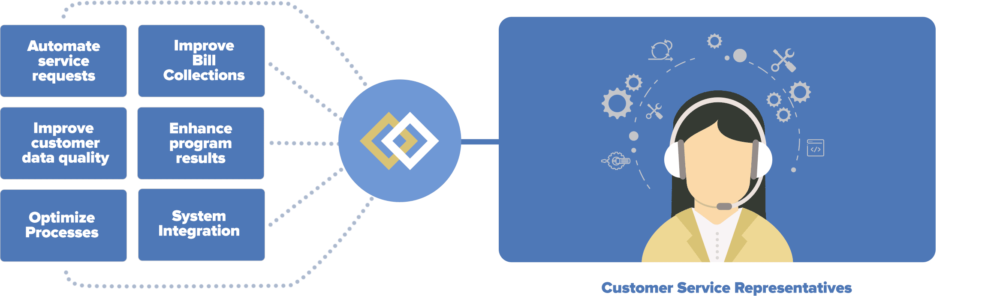 Automate
service
requests
Improve
Bill
Collections
Improve
customer
data quality
Enhance
program
results
Optimize
Processes
System
Integration
</>
Customer Service Representatives